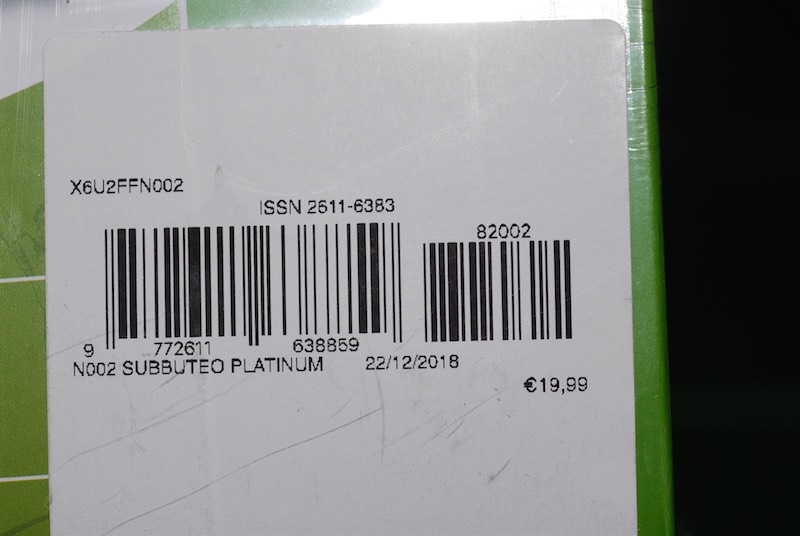 X6U2FFN002
ISSN 2611-6383
82002
9 772611 638859
N002 SUBBUTEO PLATINUM 22/12/2018
€19,99